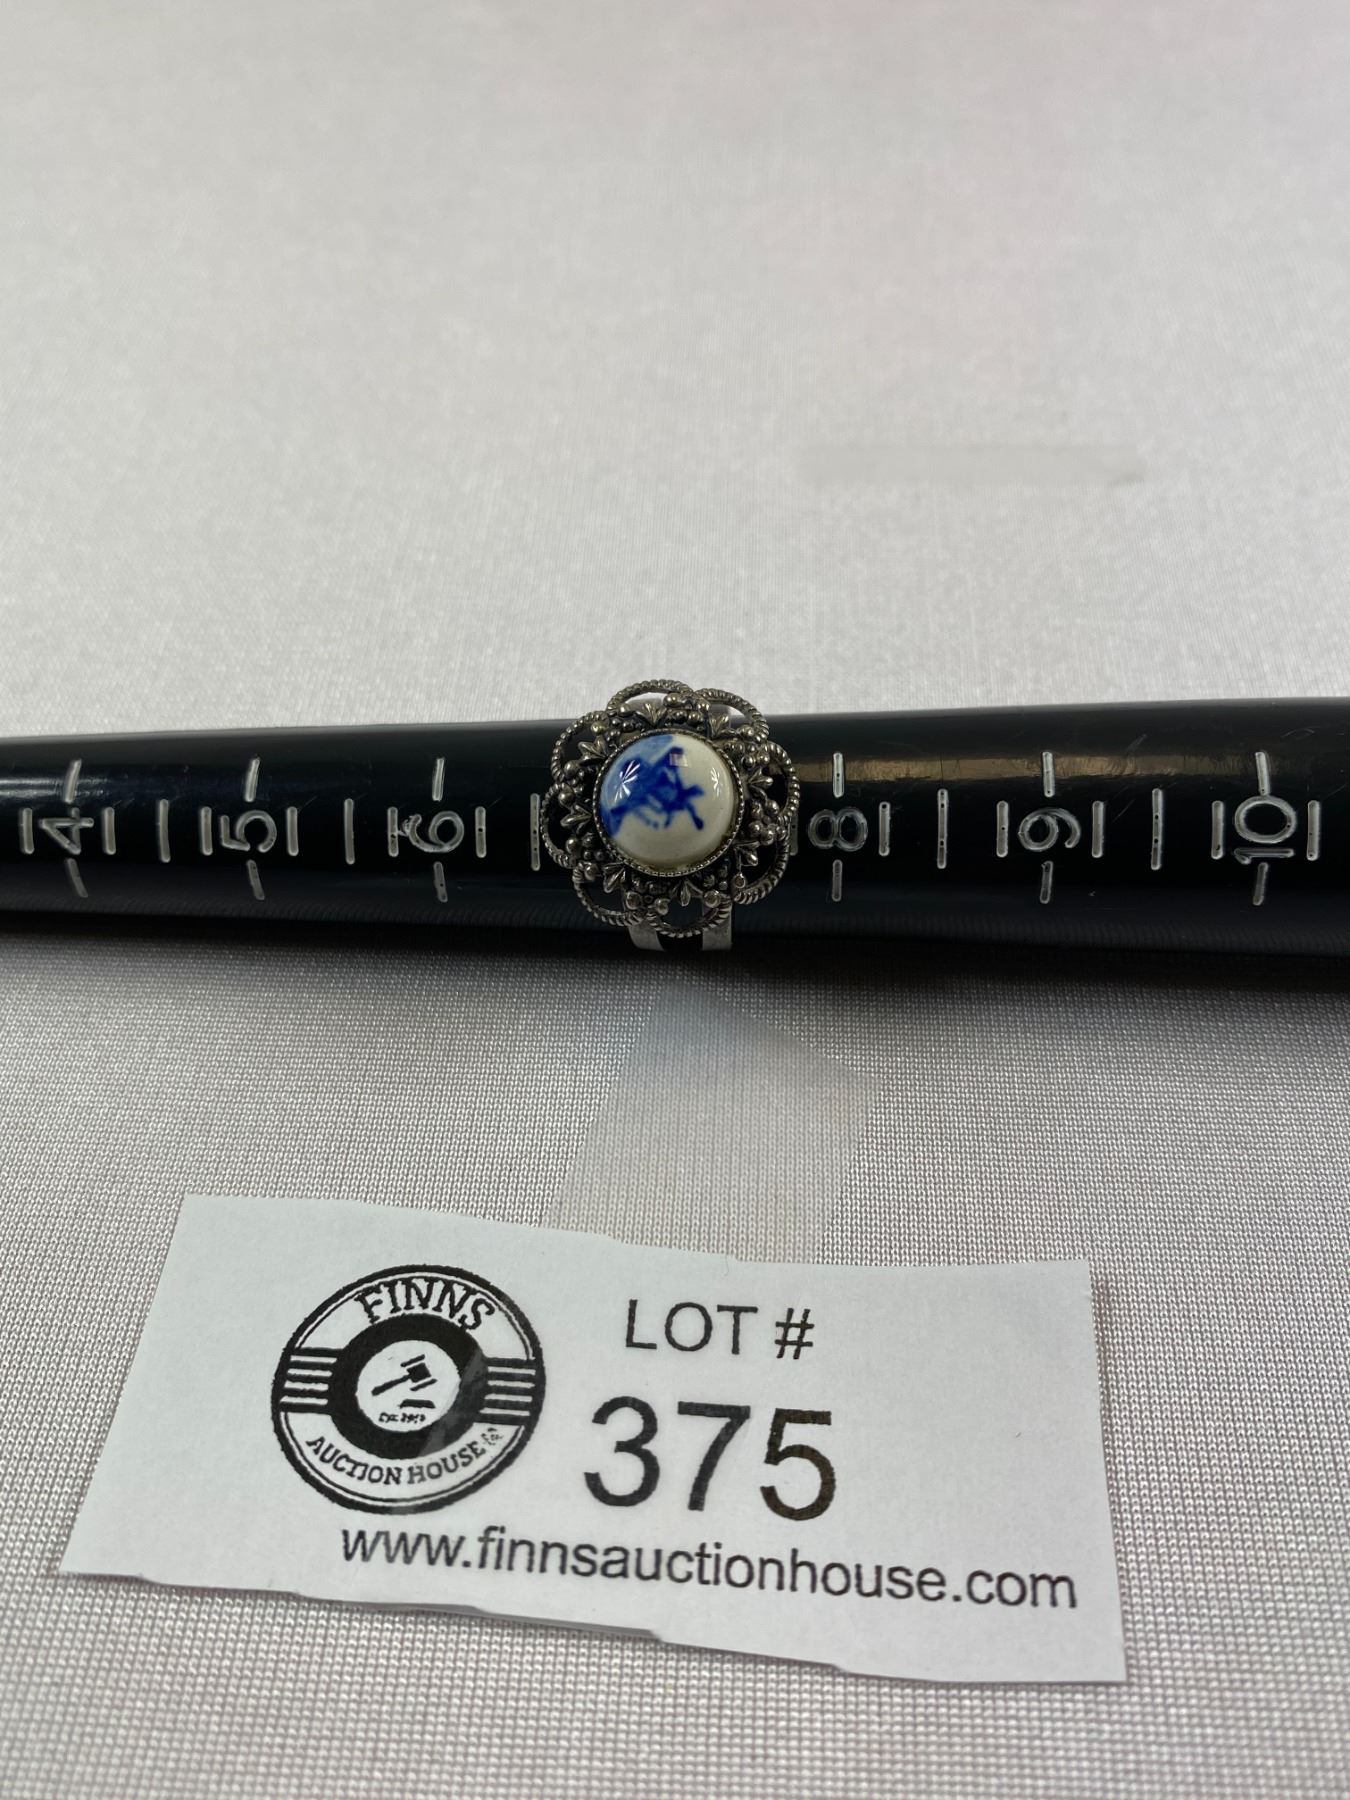 4 5 6 8 9 10
FINNS
AUCTION HOUSE
LOT #
375
www.finnsauctionhouse.com